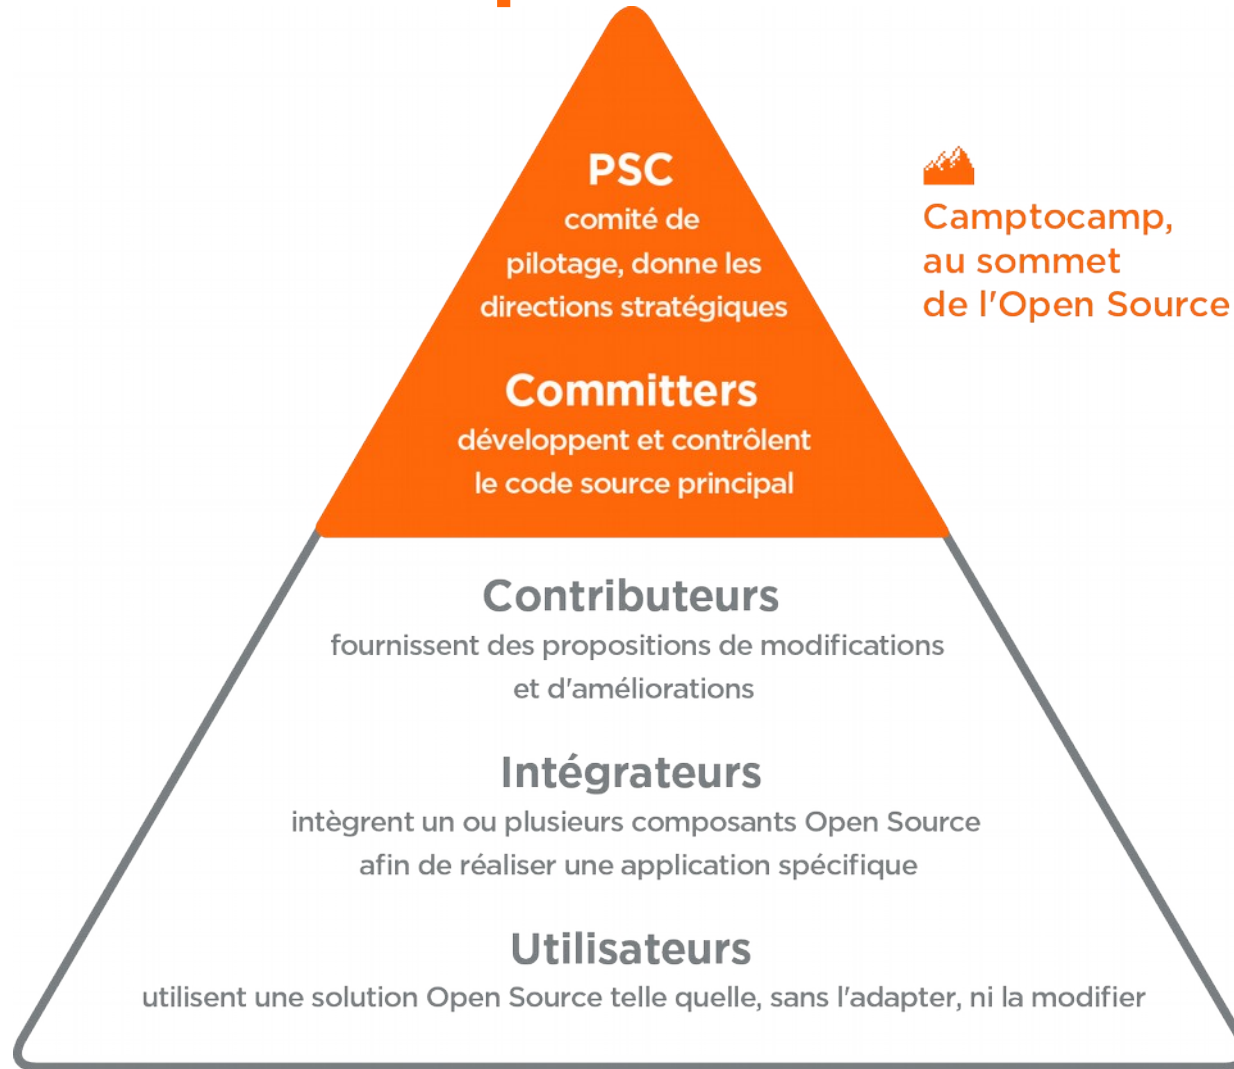 PSC
comité de
pilotage, donne les
directions stratégiques
Committers
développent et contrôlent
le code source principal
Camptocamp,
au sommet
de l'Open Source
Contributeurs
fournissent des propositions de modifications
et d'améliorations
Intégrateurs
intègrent un ou plusieurs composants Open Source
afin de réaliser une application spécifique
Utilisateurs
utilisent une solution Open Source telle quelle, sans l'adapter, ni la modifier